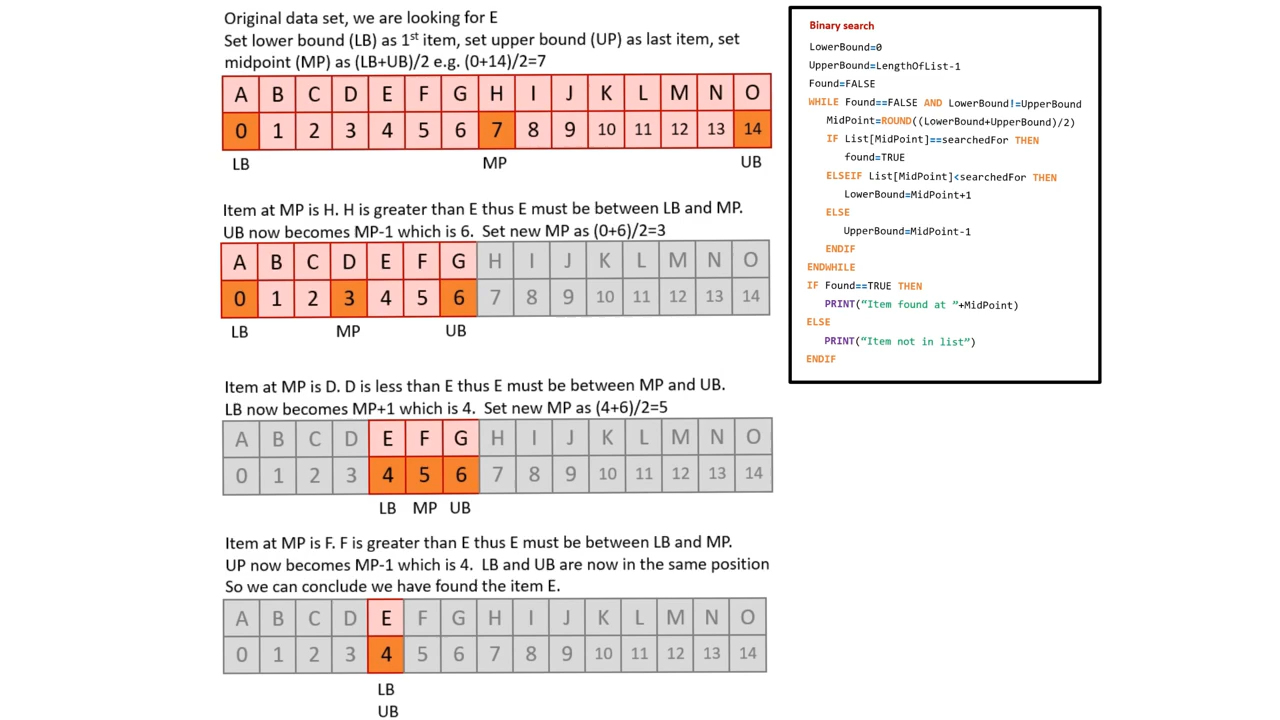 Original data set, we are looking for E
Set lower bound (LB) as 1st item, set upper bound (UP) as last item, set
midpoint (MP) as (LB+UB)/2 e.g. (0+14)/2=7
A B C D E F G H I J K L M N O
0 1 2 3 4 5 6 7 8 9 10 11 12 13 14
LB MP UB
Item at MP is H. H is greater than E thus E must be between LB and MP.
UB now becomes MP-1 which is 6. Set new MP as (0+6)/2=3
A B C D E F G H I J K L M N O
0 1 2 3 4 5 6 7 8 9 10 11 12 13 14
LB MP UB
Item at MP is D. D is less than E thus E must be between MP and UB.
LB now becomes MP+1 which is 4. Set new MP as (4+6)/2=5
A B C D E F G H I J K L M N O
0 1 2 3 4 5 6 7 8 9 10 11 12 13 14
LB MP UB
Item at MP is F. F is greater than E thus E must be between LB and MP.
UP now becomes MP-1 which is 4. LB and UB are now in the same position
So we can conclude we have found the item E.
A B C D E F G H I J K L M N O
0 1 2 3 4 5 6 7 8 9 10 11 12 13 14
LB
UB
Binary search
LowerBound=0
UpperBound=LengthOfList-1
Found=FALSE
WHILE Found==FALSE AND LowerBound!=UpperBound
MidPoint=ROUND((LowerBound+UpperBound)/2)
IF List[MidPoint]==searchedFor THEN
found=TRUE
ELSEIF List[MidPoint]<searchedFor THEN
LowerBound=MidPoint+1
ELSE
UpperBound=MidPoint-1
ENDIF
ENDWHILE
IF Found==TRUE THEN
PRINT(“Item found at ”+MidPoint)
ELSE
PRINT(“Item not in list”)
ENDIF